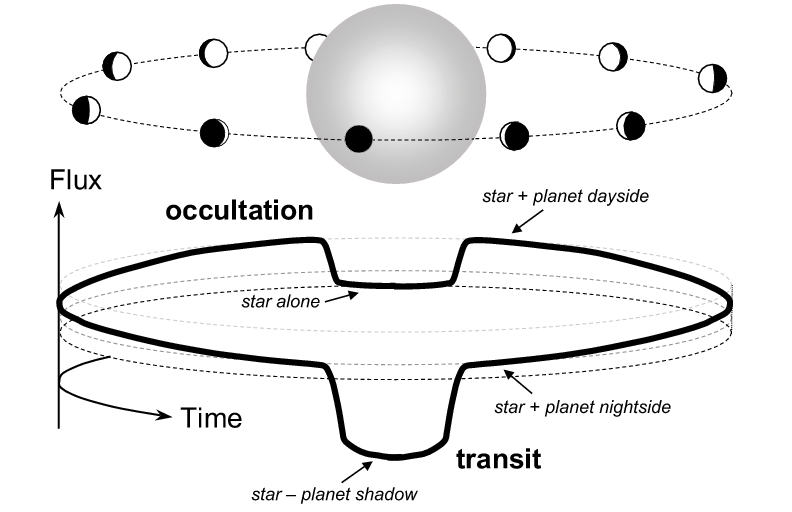 Flux
occultation
star + planet dayside
star alone
Time
star + planet nightside
transit
star – planet shadow